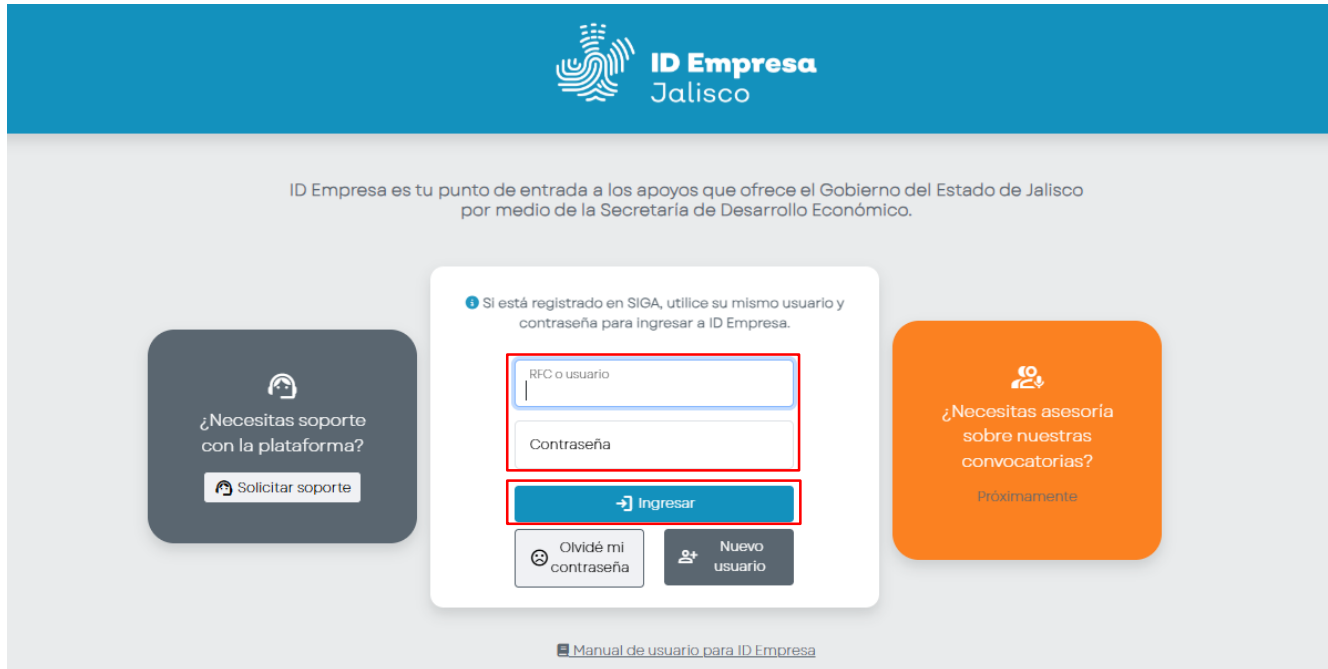 ID Empresa
Jalisco
ID Empresa es tu punto de entrada a los apoyos que ofrece el Gobierno del Estado de Jalisco
por medio de la Secretaría de Desarrollo Económico.
Si está registrado en SIGA, utilice su mismo usuario y
contraseña para ingresar a ID Empresa.
¿Necesitas soporte
con la plataforma?
Solicitar soporte
RFC o usuario
Contraseña
Ingresar
Olvidé mi
contraseña
Nuevo
usuario
¿Necesitas asesoría
sobre nuestras
convocatorias?
Próximamente
Manual de usuario para ID Empresa